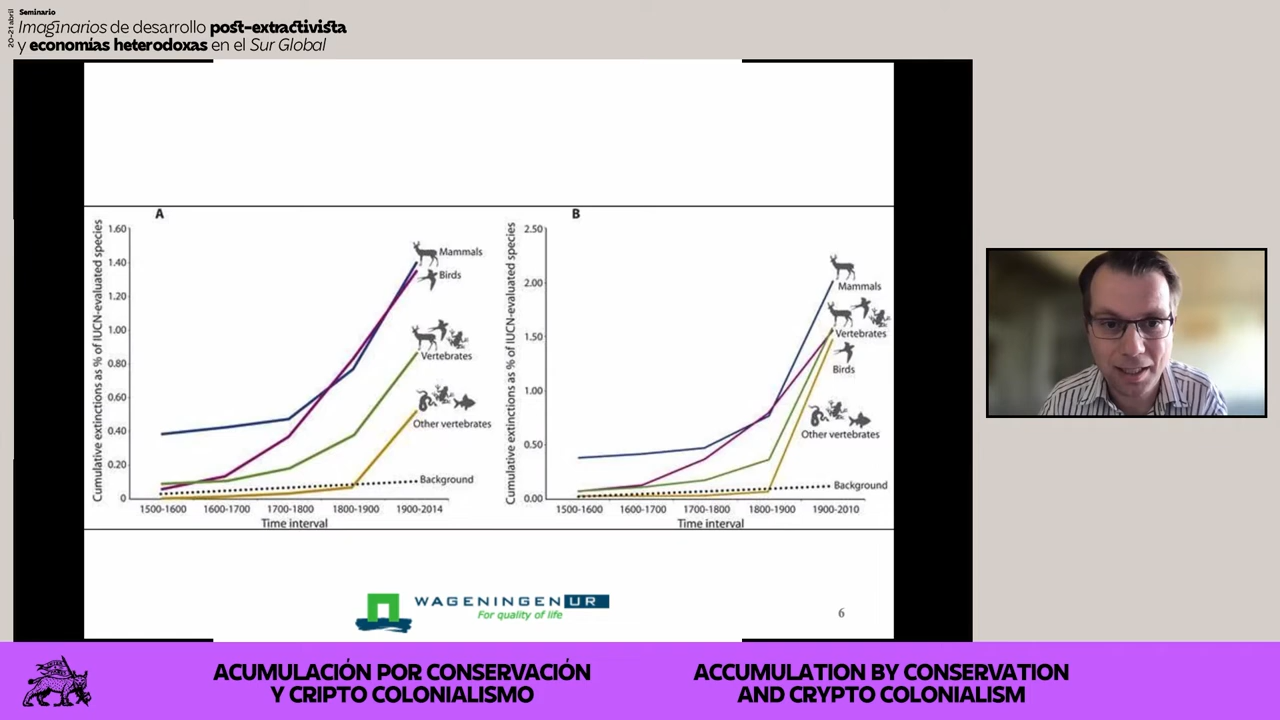 20-21 abril
Seminario
Imaginarios de desarrollo post-extractivista
y economías heterodoxas en el Sur Global
A
Cumulative extinctions as % of IUCN-evaluated species
1.60
1.40
1.20
1.00
0.80
0.60
0.40
0.20
0
Mammals
Birds
Vertebrates
Other vertebrates
Background
1500-1600 1600-1700 1700-1800 1800-1900 1900-2014
Time interval
B
Cumulative extinctions as % of IUCN-evaluated species
2.50
2.00
1.50
1.00
0.50
0.00
Mammals
Vertebrates
Birds
Other vertebrates
Background
1500-1600 1600-1700 1700-1800 1800-1900 1900-2010
Time interval
WAGENINGEN UR
For quality of life
6
ACUMULACIÓN POR CONSERVACIÓN
Y CRIPTO COLONIALISMO
ACCUMULATION BY CONSERVATION
AND CRYPTO COLONIALISM